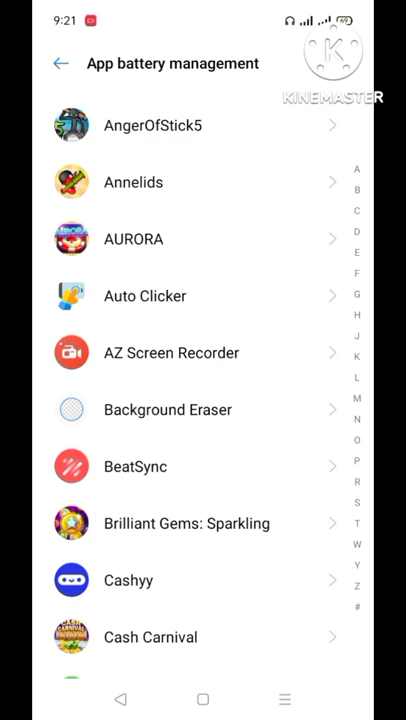 9:21
69
App battery management
K
KINEMASTER
AngerOfStick5
Annelids
AURORA
Auto Clicker
AZ Screen Recorder
Background Eraser
BeatSync
Brilliant Gems: Sparkling
Cashyy
Cash Carnival
A
B
C
D
E
F
G
H
J
K
L
M
N
O
P
R
S
T
W
Y
Z
#